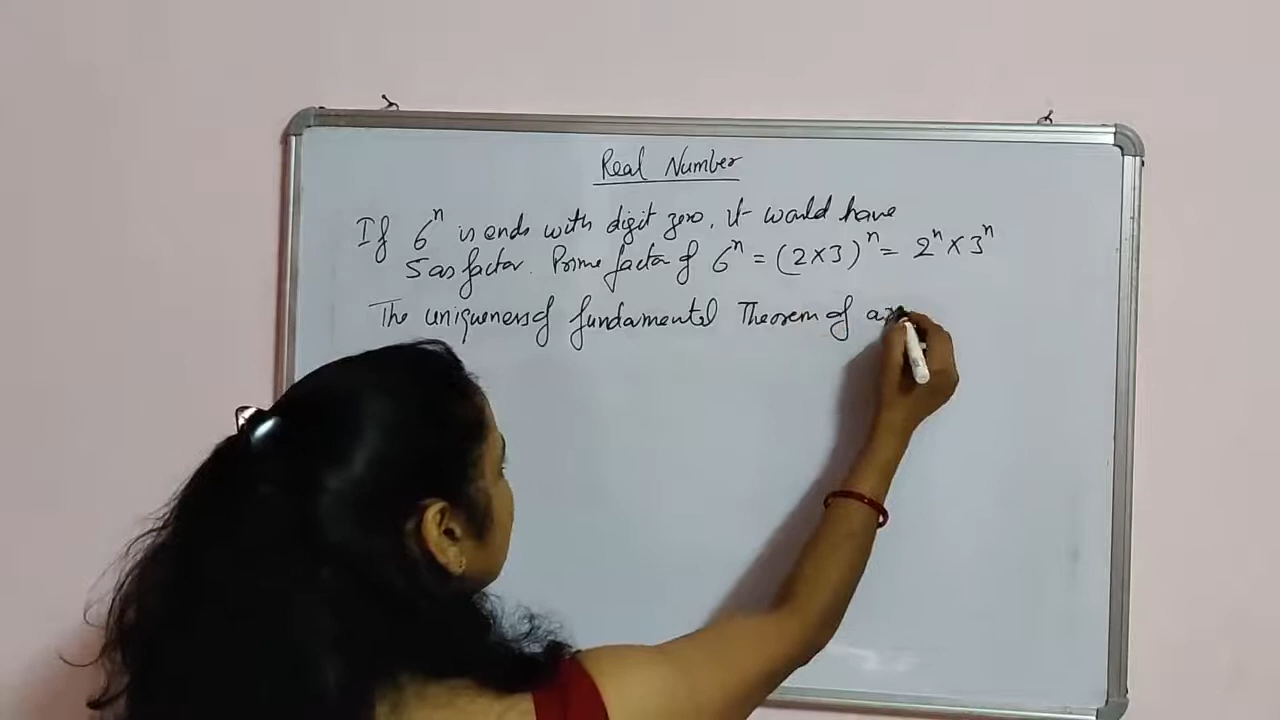 Real Number
If 6ⁿ is ends with digit zero, it would have
5 as factor. Prime factor of 6ⁿ = (2×3)ⁿ = 2ⁿ × 3ⁿ
The uniqueness of fundamental Theorem of